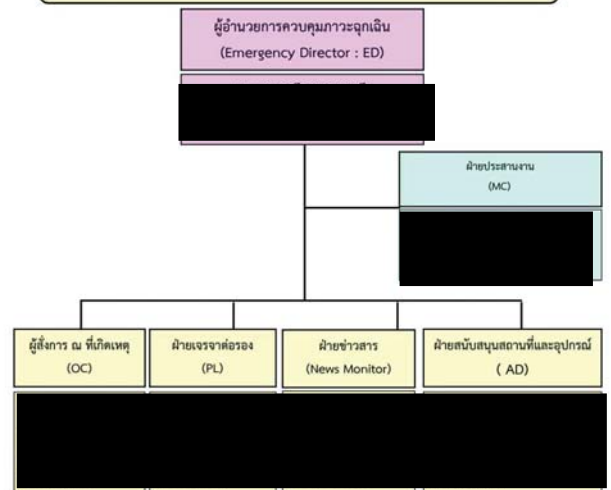 ผู้อำนวยการควบคุมภาวะฉุกเฉิน
(Emergency Director : ED)
ฝ่ายประสานงาน
(MC)
ผู้สั่งการ ณ ที่เกิดเหตุ
(OC)
ฝ่ายเจรจาต่อรอง
(PL)
ฝ่ายข่าวสาร
(News Monitor)
ฝ่ายสนับสนุนสถานที่และอุปกรณ์
( AD)